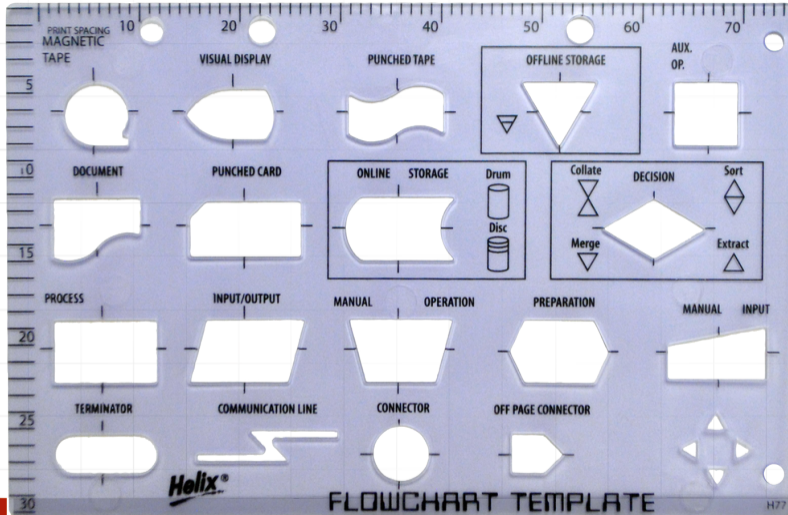 10 20 30 40 50 60 70
PRINT SPACING
MAGNETIC
TAPE
VISUAL DISPLAY
PUNCHED TAPE
OFFLINE STORAGE
AUX.
OP.
5
10
DOCUMENT
PUNCHED CARD
ONLINE STORAGE
Drum
Disc
Collate
DECISION
Sort
Merge
Extract
15
PROCESS
INPUT/OUTPUT
MANUAL OPERATION
PREPARATION
MANUAL INPUT
20
TERMINATOR
COMMUNICATION LINE
CONNECTOR
OFF PAGE CONNECTOR
25
Helix®
30
FLOWCHART TEMPLATE
H77